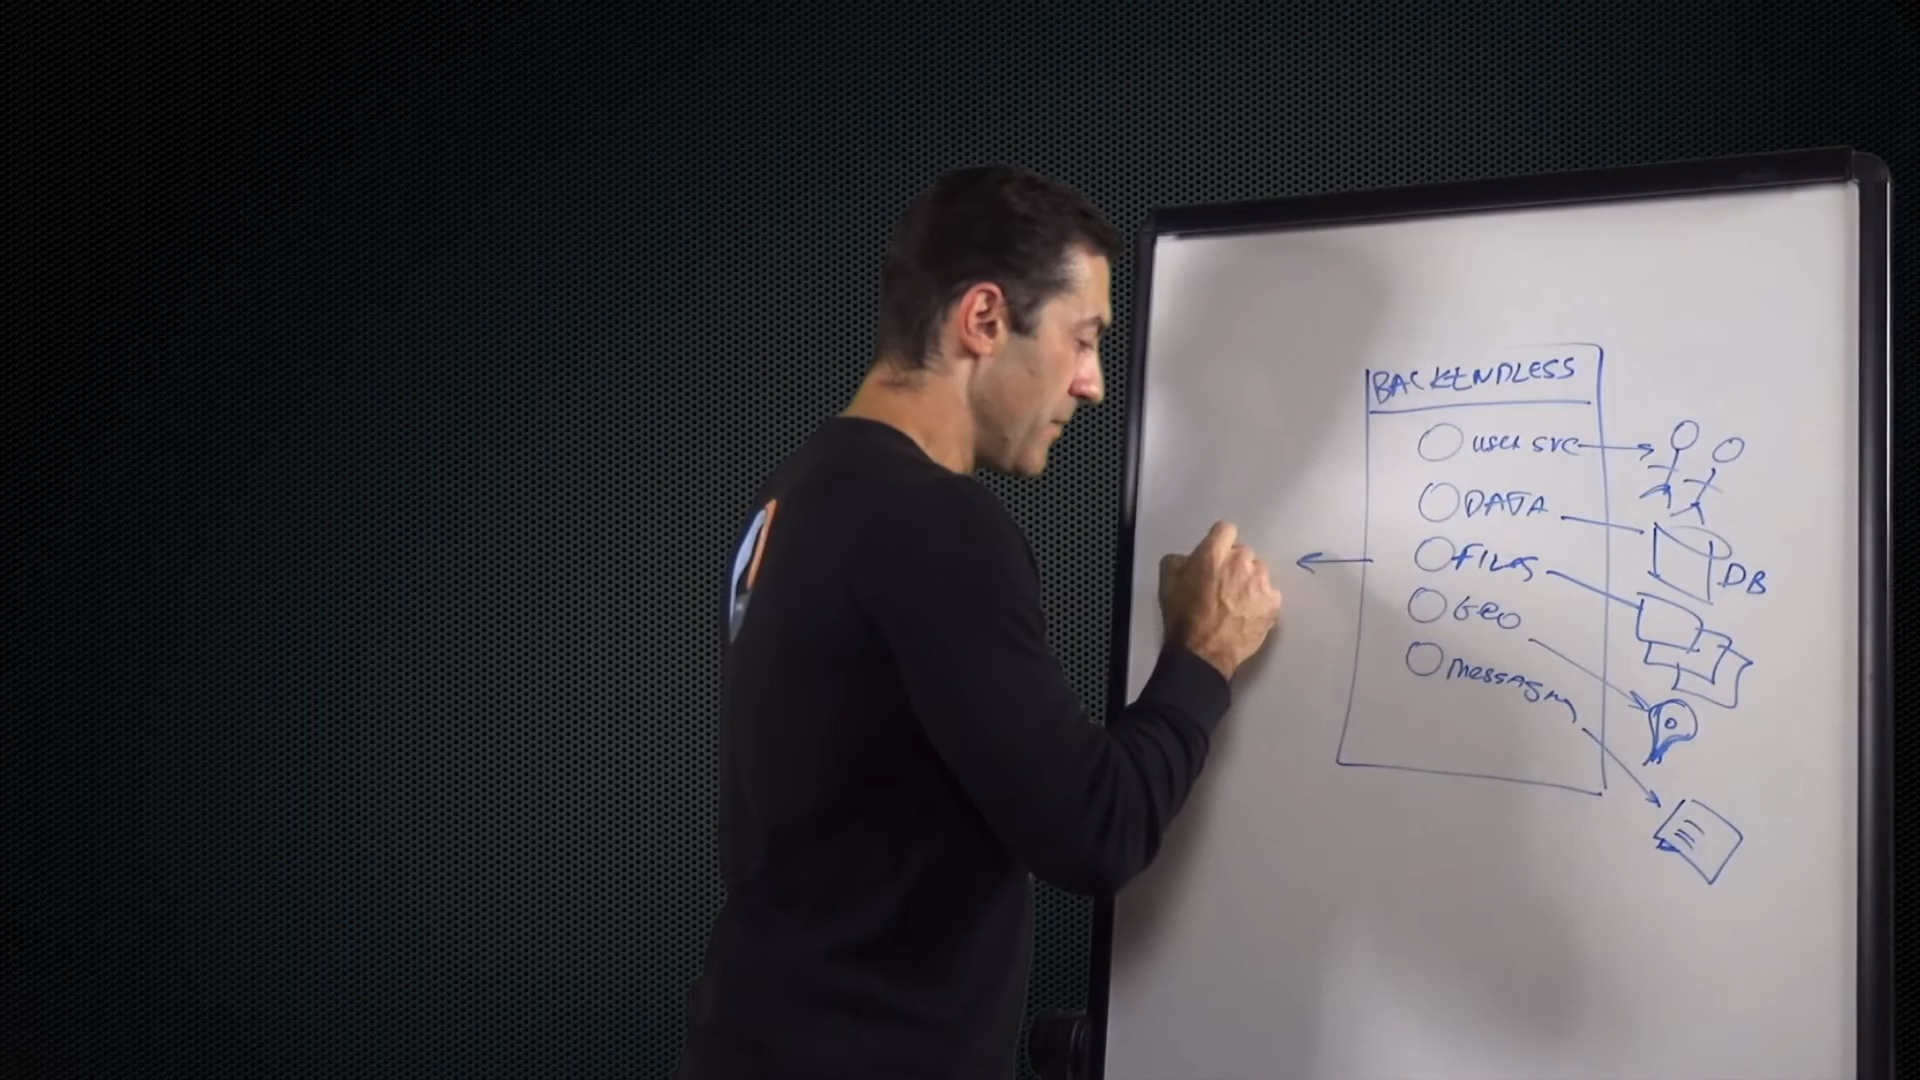 BACKENDLESS
user svc
DATA
DB
FILES
GEO
messaging